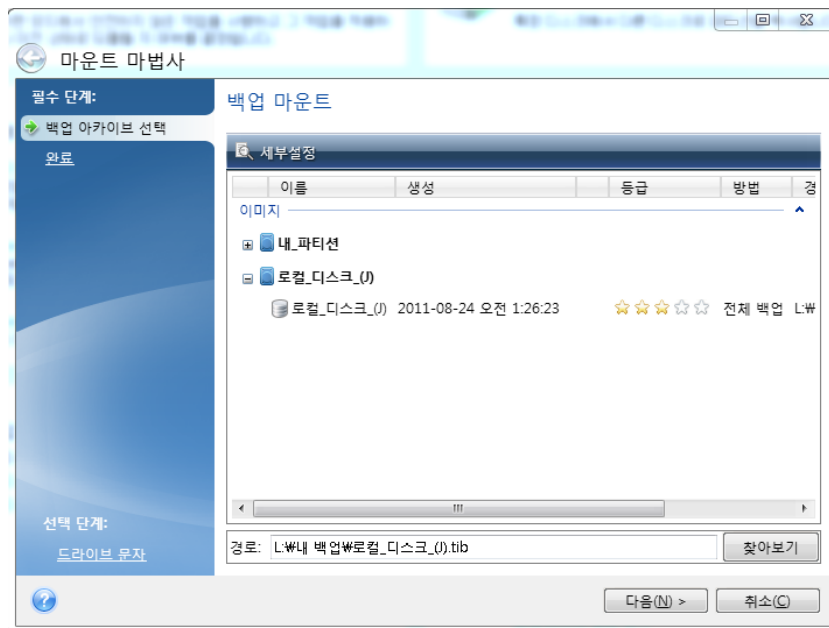 마운트 마법사
필수 단계:
백업 마운트
백업 아카이브 선택
완료
세부설정
이름 생성 등급 방법 경
이미지
내_파티션
로컬_디스크_(J)
로컬_디스크_(J) 2011-08-24 오전 1:26:23 전체 백업 L:₩
선택 단계:
드라이브 문자
경로: L:₩내 백업₩로컬_디스크_(J).tib 찾아보기
다음(N) > 취소(C)